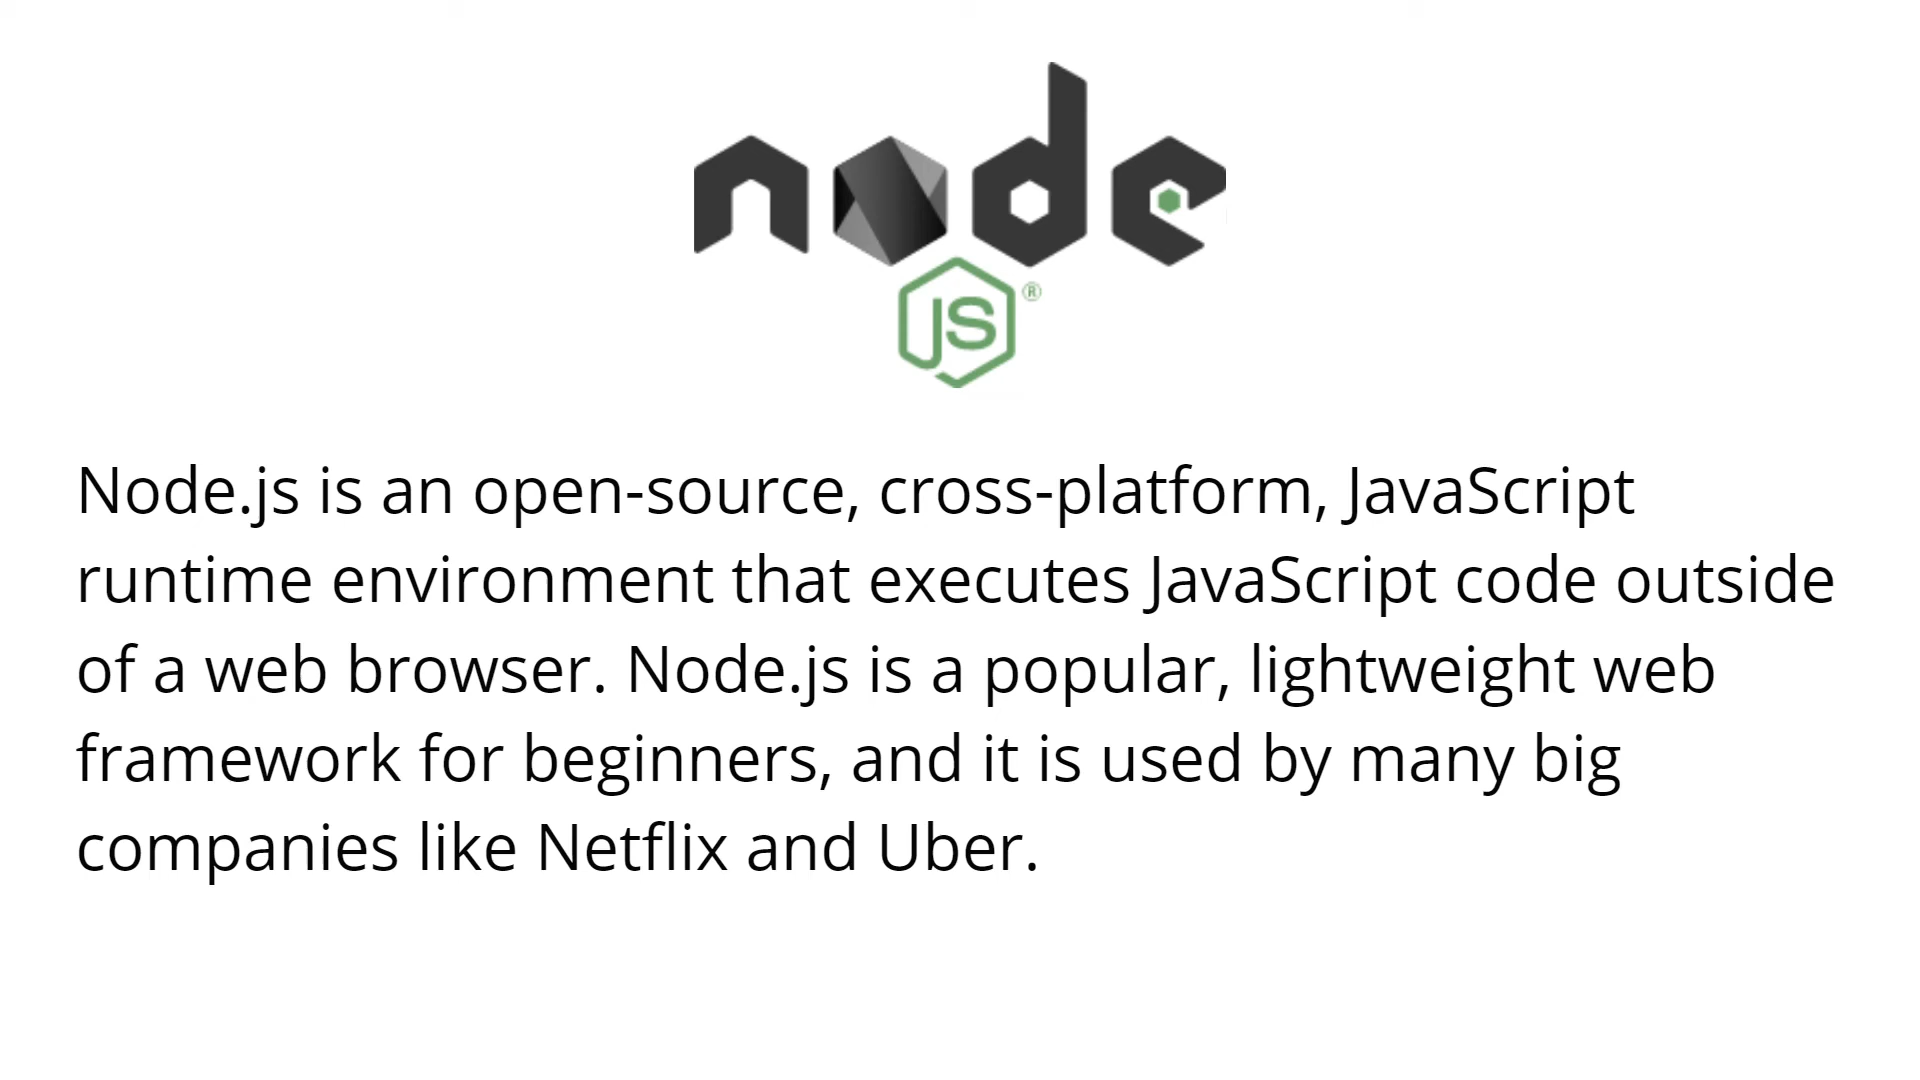 node
JS ®
Node.js is an open-source, cross-platform, JavaScript
runtime environment that executes JavaScript code outside
of a web browser. Node.js is a popular, lightweight web
framework for beginners, and it is used by many big
companies like Netflix and Uber.